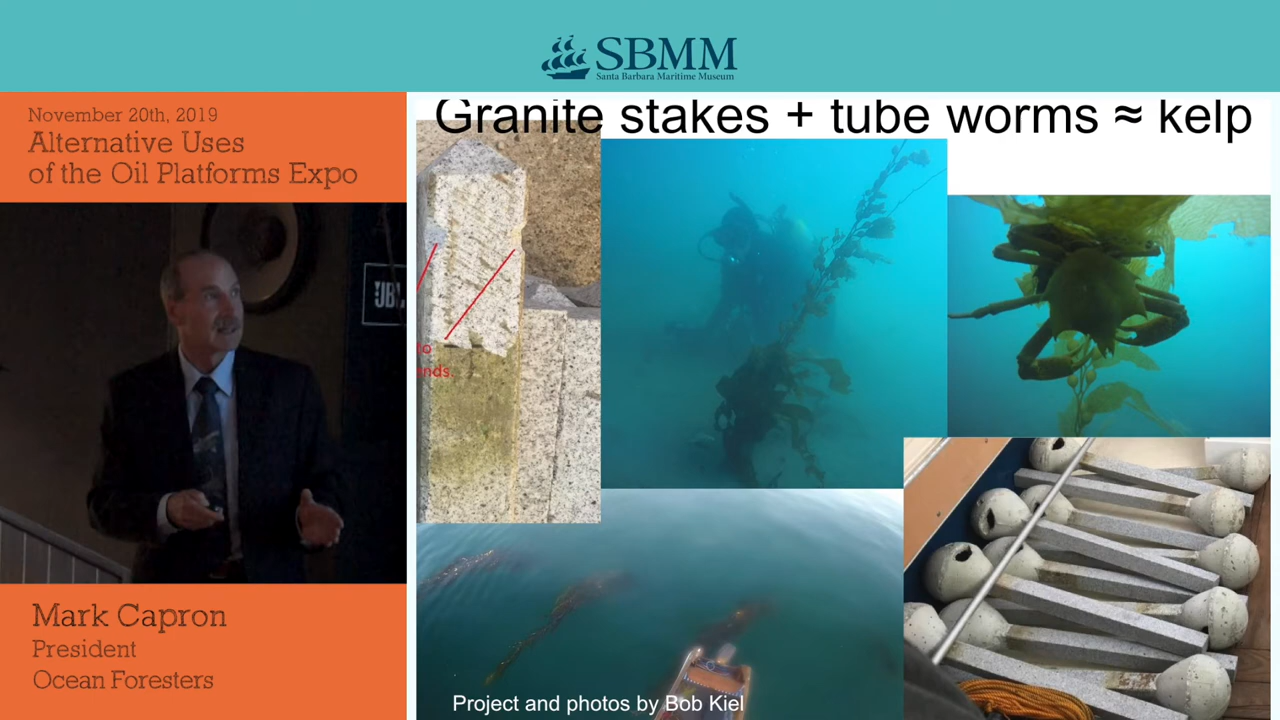 SBMM
Santa Barbara Maritime Museum
November 20th, 2019
Alternative Uses
of the Oil Platforms Expo
JBL
Mark Capron
President
Ocean Foresters
Granite stakes + tube worms ≈ kelp
Project and photos by Bob Kiel